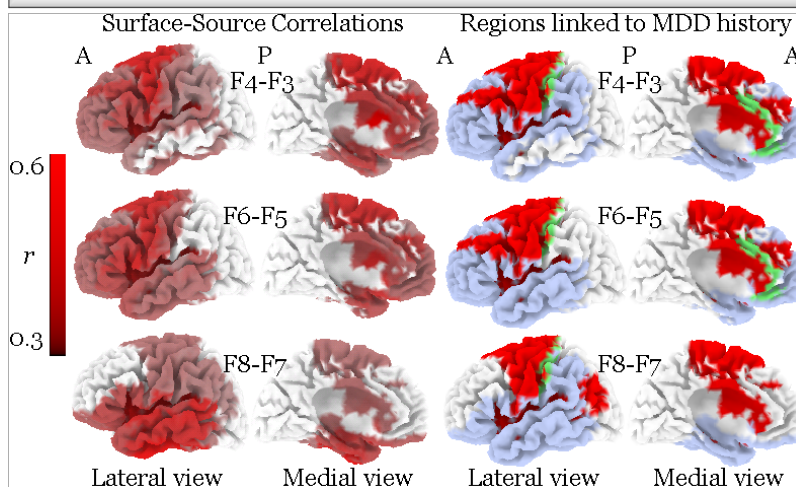 Surface-Source Correlations Regions linked to MDD history
A P A P A
F4-F3 F4-F3
0.6
F6-F5 F6-F5
r
0.3
F8-F7 F8-F7
Lateral view Medial view Lateral view Medial view